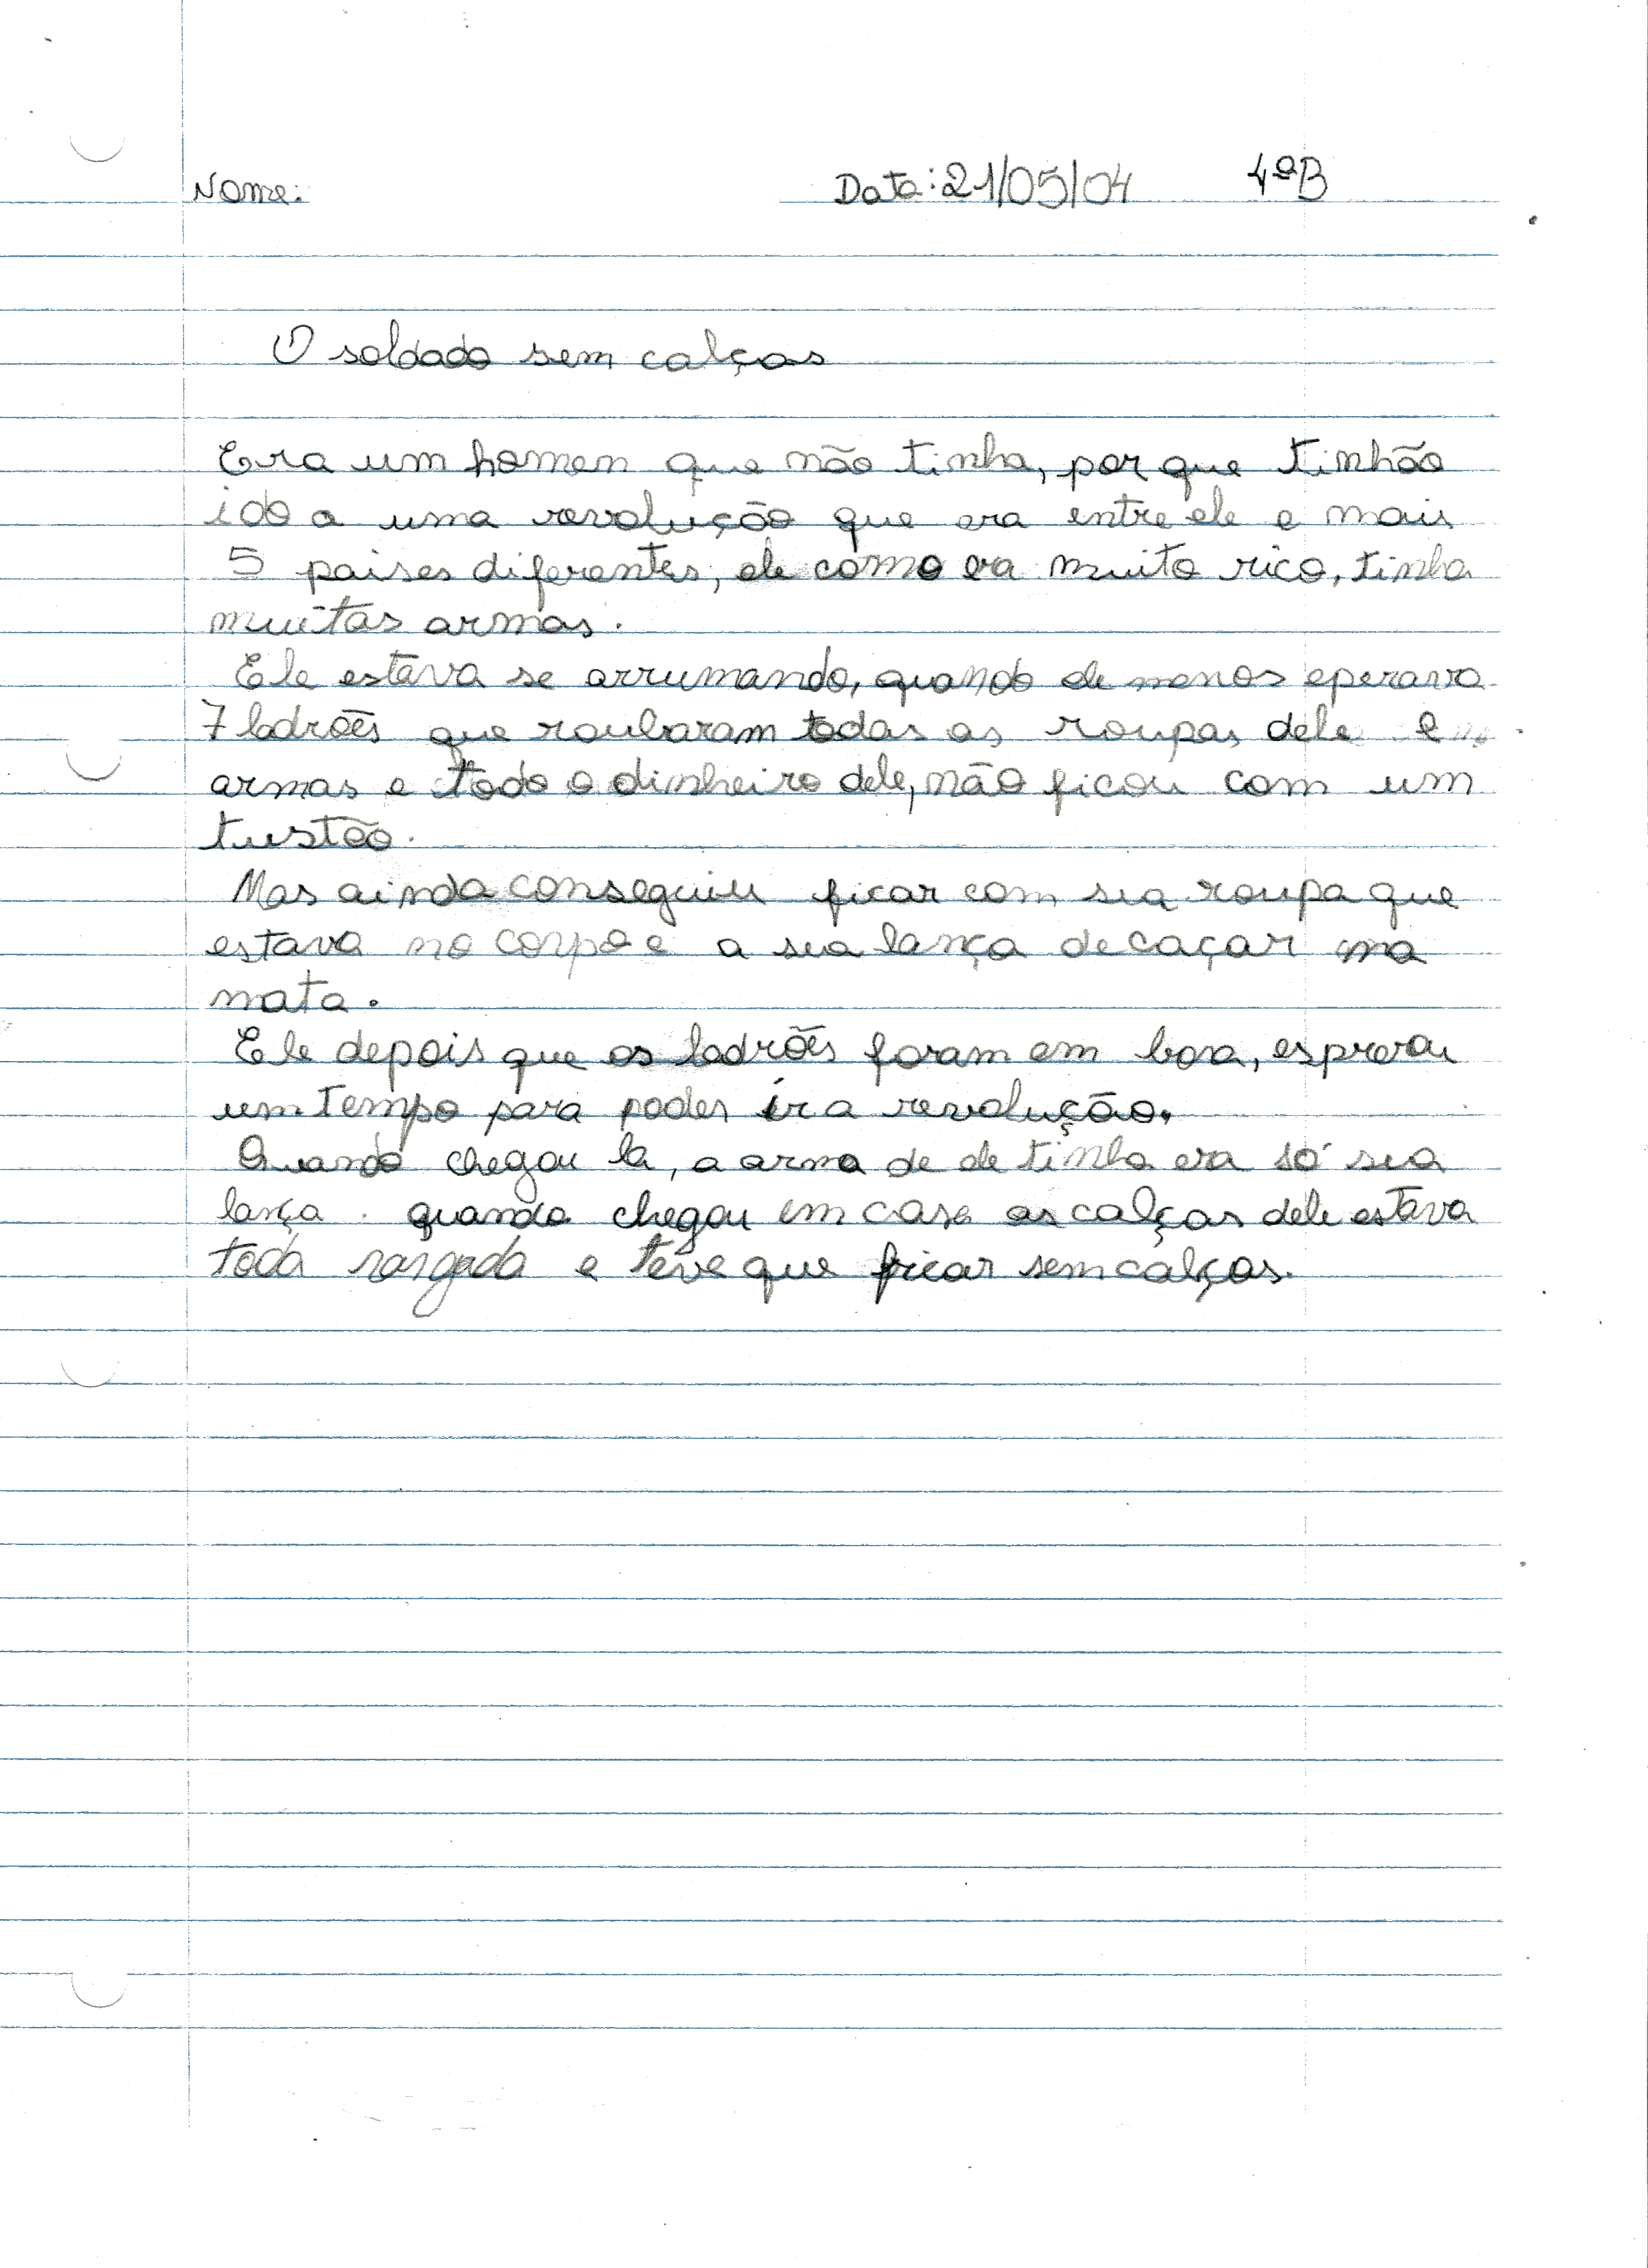 Nome: Data: 21/05/04 4ºB
O soldado sem calças
Era um homem que não tinha, por que tinhão
ido a uma revolução que era entre ele e mais
5 paises diferentes, ele como era muito rico, tinha
muitas armas.
Ele estava se arrumando, quando de menos eperava
7 ladrões que roubaram todas as roupas dele e
armas e todo o dinheiro dele, não ficou com um
tustão.
Mas ainda conseguiu ficar com sua roupa que
estava no corpo e a sua lança de caçar na
mata.
Ele depois que os ladrões foram em bora, esperou
um tempo para poder ir a revolução.
Quando chegou la, a arma de ele tinha era só sua
lança. quando chegou em casa as calças dele estava
toda rasgada e teve que ficar sem calças.